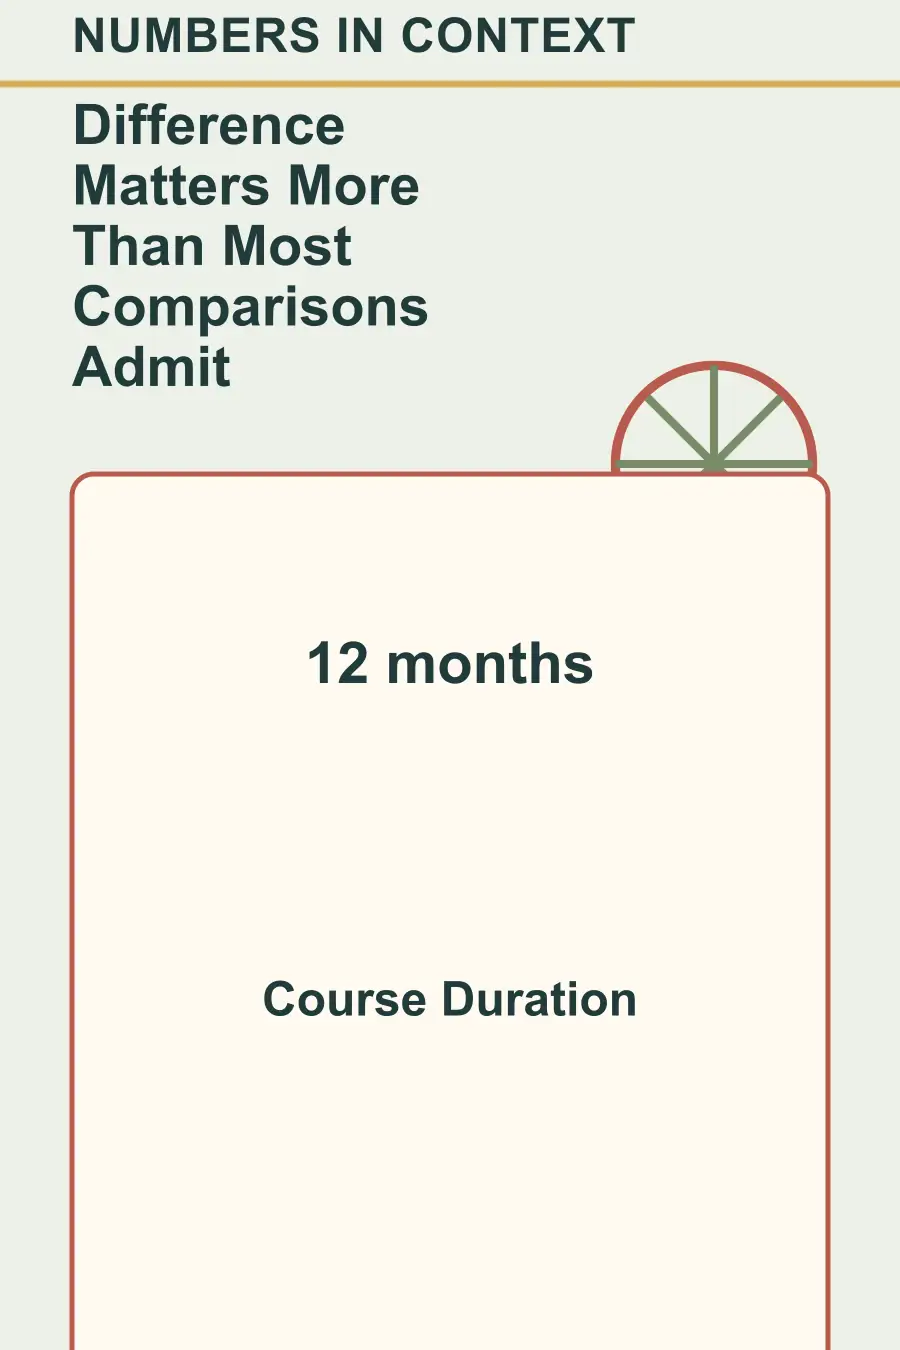 NUMBERS IN CONTEXT
Difference
Matters More
Than Most
Comparisons
Admit
12 months
Course Duration